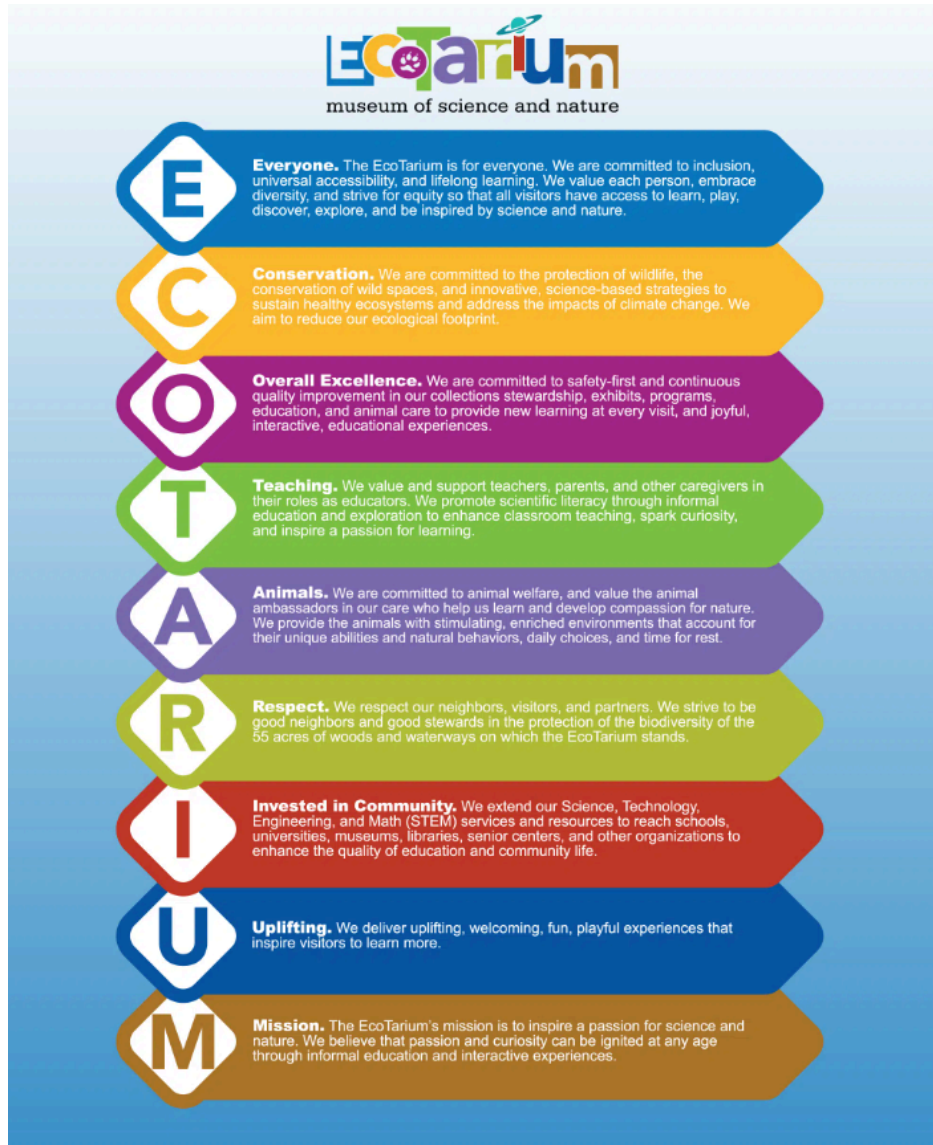 EcoTarium
museum of science and nature
E
Everyone. The EcoTarium is for everyone. We are committed to inclusion,
universal accessibility, and lifelong learning. We value each person, embrace
diversity, and strive for equity so that all visitors have access to learn, play,
discover, explore, and be inspired by science and nature.
C
Conservation. We are committed to the protection of wildlife, the
conservation of wild spaces, and innovative, science-based strategies to
sustain healthy ecosystems and address the impacts of climate change. We
aim to reduce our ecological footprint.
O
Overall Excellence. We are committed to safety-first and continuous
quality improvement in our collections stewardship, exhibits, programs,
education, and animal care to provide new learning at every visit, and joyful,
interactive, educational experiences.
T
Teaching. We value and support teachers, parents, and other caregivers in
their roles as educators. We promote scientific literacy through informal
education and exploration to enhance classroom teaching, spark curiosity,
and inspire a passion for learning.
A
Animals. We are committed to animal welfare, and value the animal
ambassadors in our care who help us learn and develop compassion for nature.
We provide the animals with stimulating, enriched environments that account for
their unique abilities and natural behaviors, daily choices, and time for rest.
R
Respect. We respect our neighbors, visitors, and partners. We strive to be
good neighbors and good stewards in the protection of the biodiversity of the
55 acres of woods and waterways on which the EcoTarium stands.
I
Invested in Community. We extend our Science, Technology,
Engineering, and Math (STEM) services and resources to reach schools,
universities, museums, libraries, senior centers, and other organizations to
enhance the quality of education and community life.
U
Uplifting. We deliver uplifting, welcoming, fun, playful experiences that
inspire visitors to learn more.
M
Mission. The EcoTarium's mission is to inspire a passion for science and
nature. We believe that passion and curiosity can be ignited at any age
through informal education and interactive experiences.